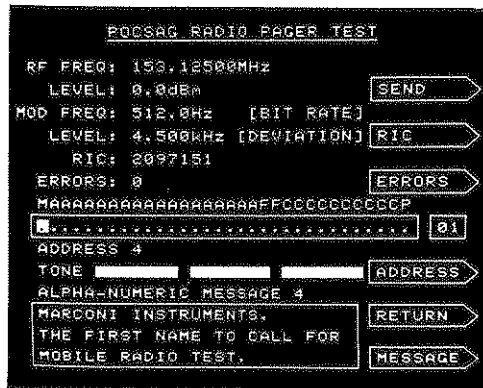 POCSAG RADIO PAGER TEST
RF FREQ: 153.12500MHz
LEVEL: 0.0dBm
SEND
MOD FREQ: 512.0Hz [BIT RATE]
LEVEL: 4.500kHz [DEVIATION]
RIC
RIC: 2097151
ERRORS: 0
ERRORS
MAAAAAAAAAAAAAAAAAAAFFCCCCCCCCCCP
................................ 01
ADDRESS 4
TONE
ADDRESS
ALPHA-NUMERIC MESSAGE 4
MARCONI INSTRUMENTS.
THE FIRST NAME TO CALL FOR
MOBILE RADIO TEST.
RETURN
MESSAGE